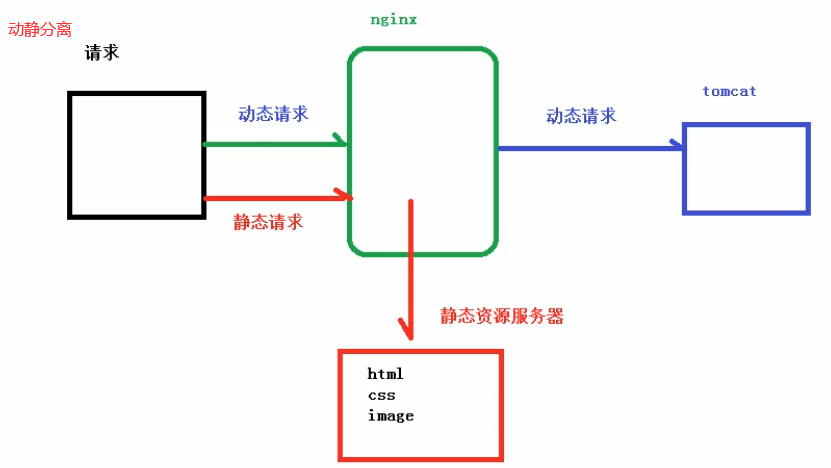 动静分离
nginx
请求
动态请求
静态请求
动态请求
tomcat
静态资源服务器
html
css
image